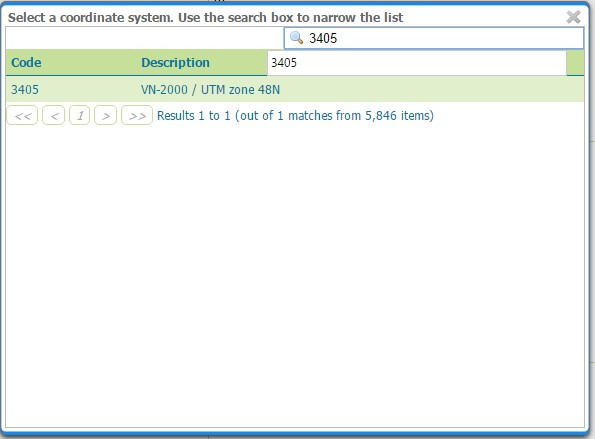 Select a coordinate system. Use the search box to narrow the list
3405
Code Description 3405
3405 VN-2000 / UTM zone 48N
<< < 1 > >> Results 1 to 1 (out of 1 matches from 5,846 items)